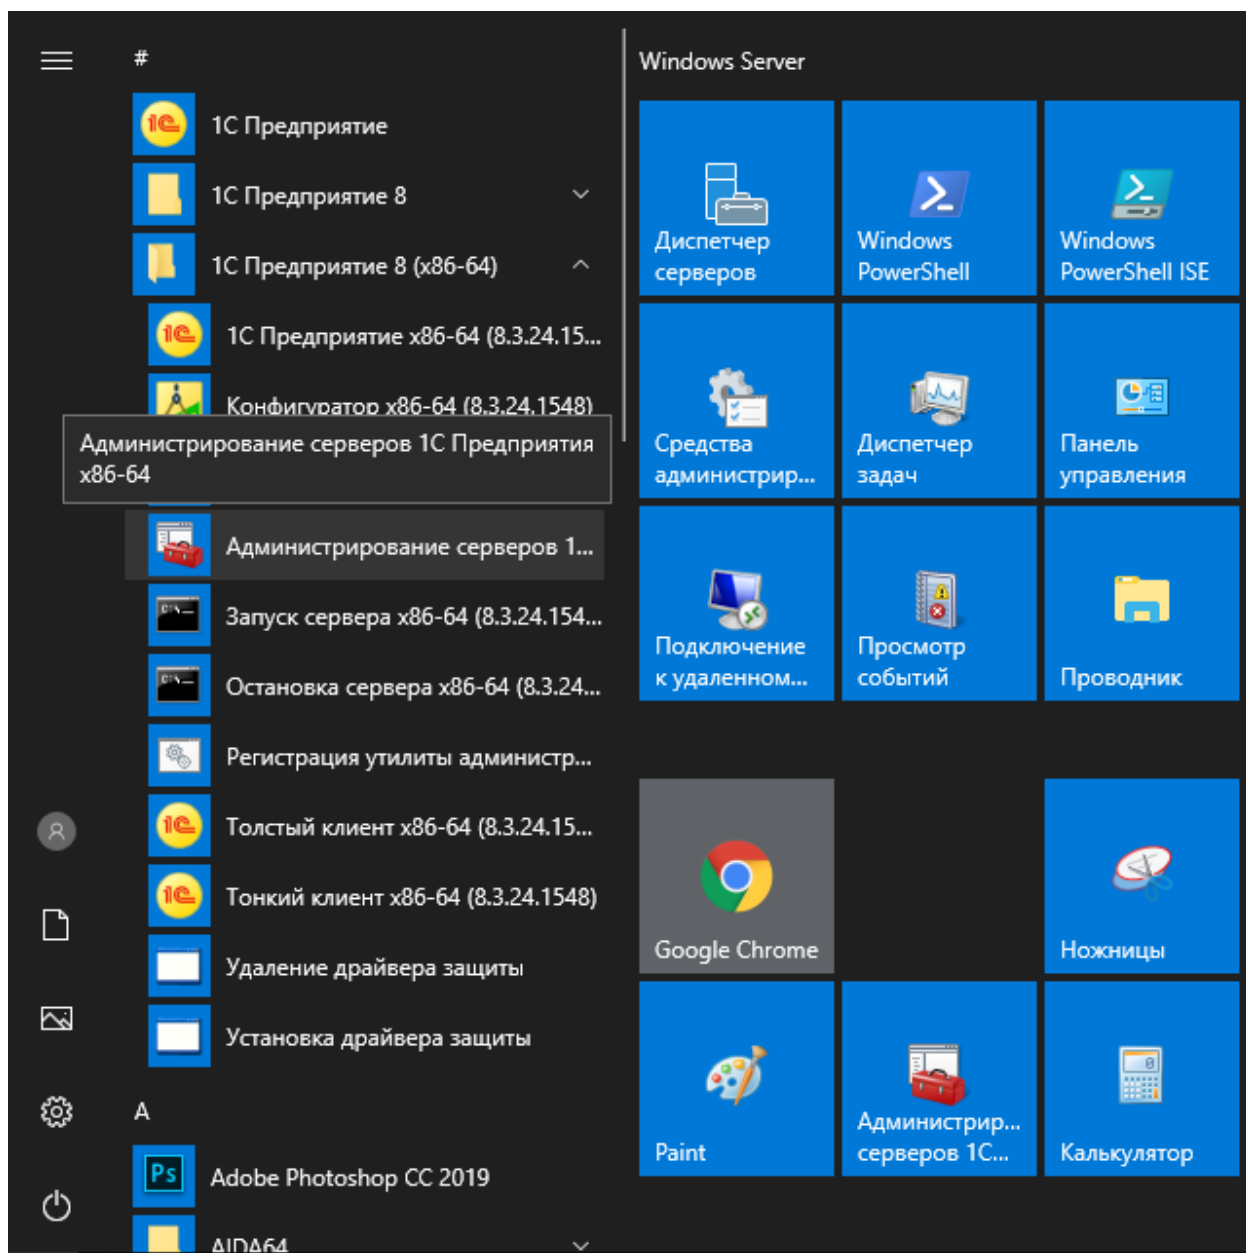 #
1С Предприятие
1С Предприятие 8
1С Предприятие 8 (x86-64)
1С Предприятие x86-64 (8.3.24.15...
Конфигуратор x86-64 (8.3.24.1548)
Администрирование серверов 1С Предприятия
x86-64
Администрирование серверов 1...
Запуск сервера x86-64 (8.3.24.154...
Остановка сервера x86-64 (8.3.24...
Регистрация утилиты администр...
Толстый клиент x86-64 (8.3.24.15...
Тонкий клиент x86-64 (8.3.24.1548)
Удаление драйвера защиты
Установка драйвера защиты
A
Ps
Adobe Photoshop CC 2019
AIDA64
Windows Server
Диспетчер
серверов
Windows
PowerShell
Windows
PowerShell ISE
Средства
администрир...
Диспетчер
задач
Панель
управления
Подключение
к удаленном...
Просмотр
событий
Проводник
Google Chrome
Ножницы
Paint
Администрир...
серверов 1С...
Калькулятор